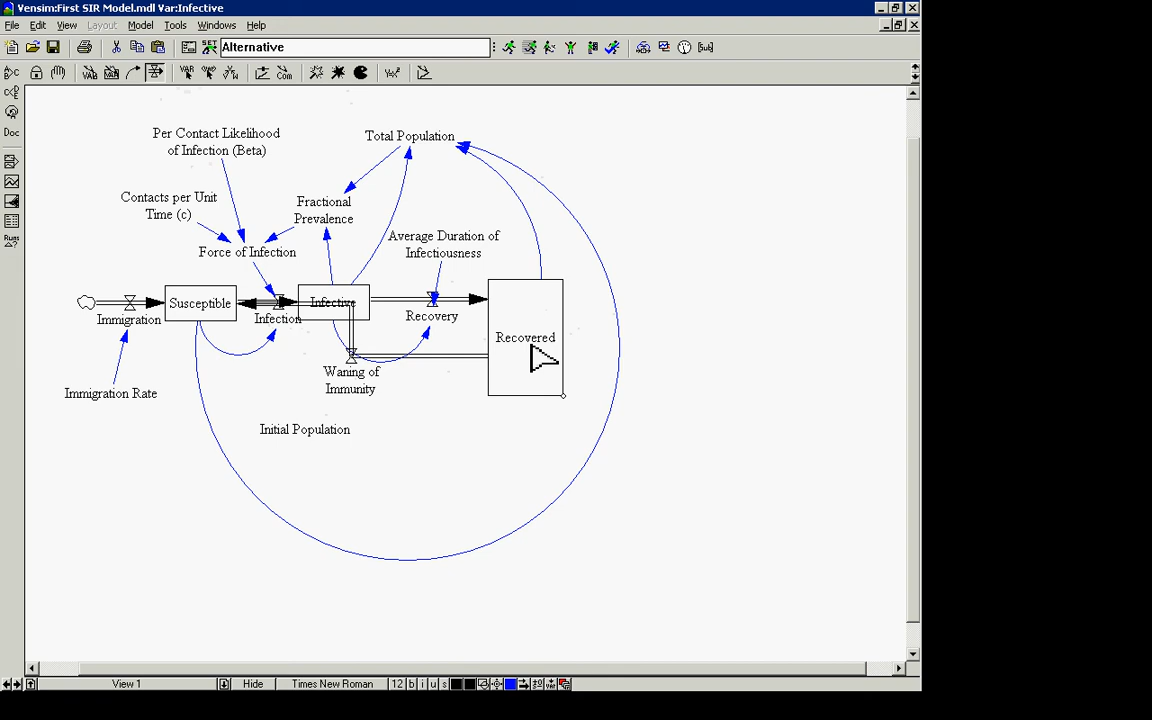 Vensim:First SIR Model.mdl Var:Infective
File Edit View Layout Model Tools Windows Help
SET Alternative
Doc
Per Contact Likelihood
of Infection (Beta)
Total Population
Contacts per Unit
Time (c)
Fractional
Prevalence
Average Duration of
Infectiousness
Force of Infection
Susceptible
Infective
Immigration
Infection
Recovery
Recovered
Waning of
Immunity
Immigration Rate
Initial Population
View 1 Hide Times New Roman 12 b i u s